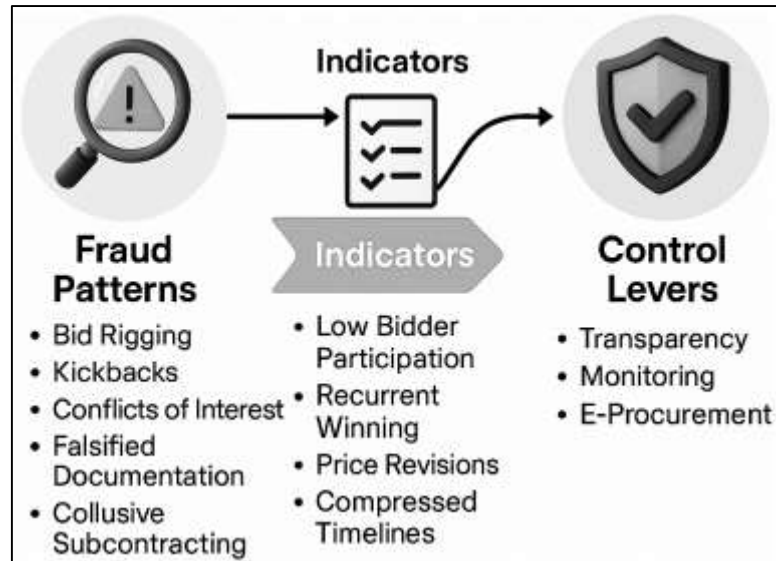 Indicators
Fraud
Patterns
• Bid Rigging
• Kickbacks
• Conflicts of Interest
• Falsified
Documentation
• Collusive
Subcontracting
Indicators
• Low Bidder
Participation
• Recurrent
Winning
• Price Revisions
• Compressed
Timelines
Control
Levers
• Transparency
• Monitoring
• E-Procurement